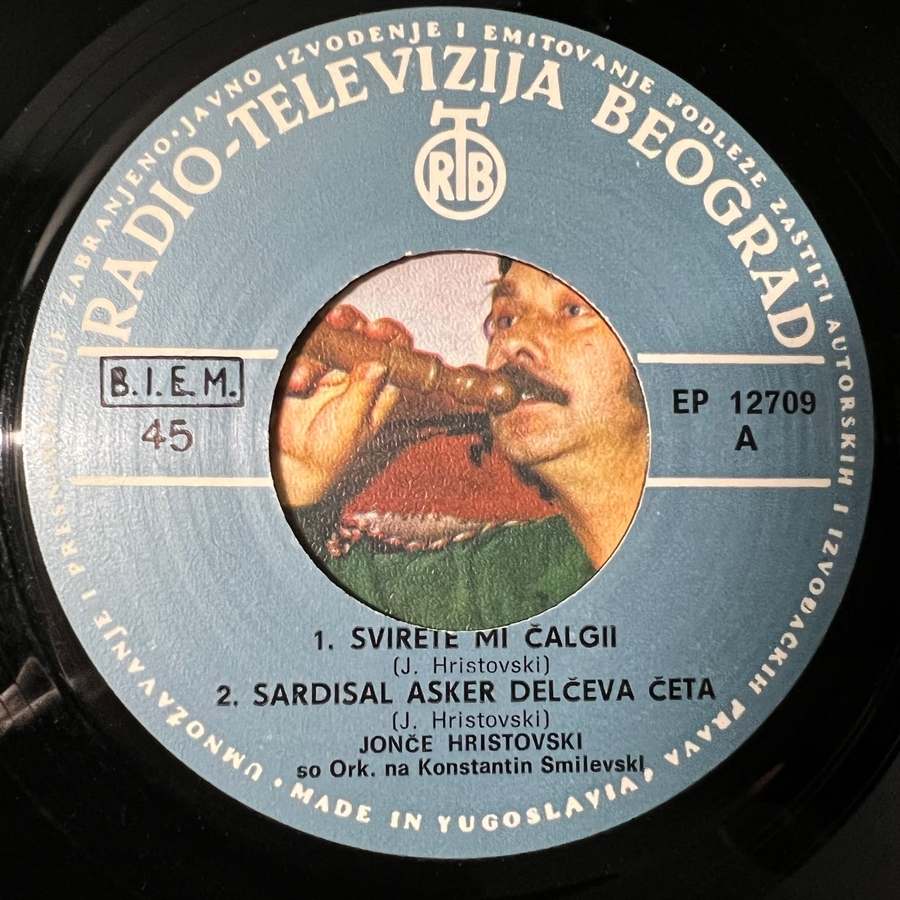 UMNOŽAVANJE I PRESNIMAVANJE ZABRANJENO • JAVNO IZVOĐENJE I EMITOVANJE PODLEŽE ZAŠTITI AUTORSKIH I IZVOĐAČKIH PRAVA • MADE IN YUGOSLAVIA •
RADIO-TELEVIZIJA BEOGRAD
RTB
B.I.E.M.
45
EP 12709
A
1. SVIRETE MI ČALGII
(J. Hristovski)
2. SARDISAL ASKER DELČEVA ČETA
(J. Hristovski)
JONČE HRISTOVSKI
so Ork. na Konstantin Smilevski